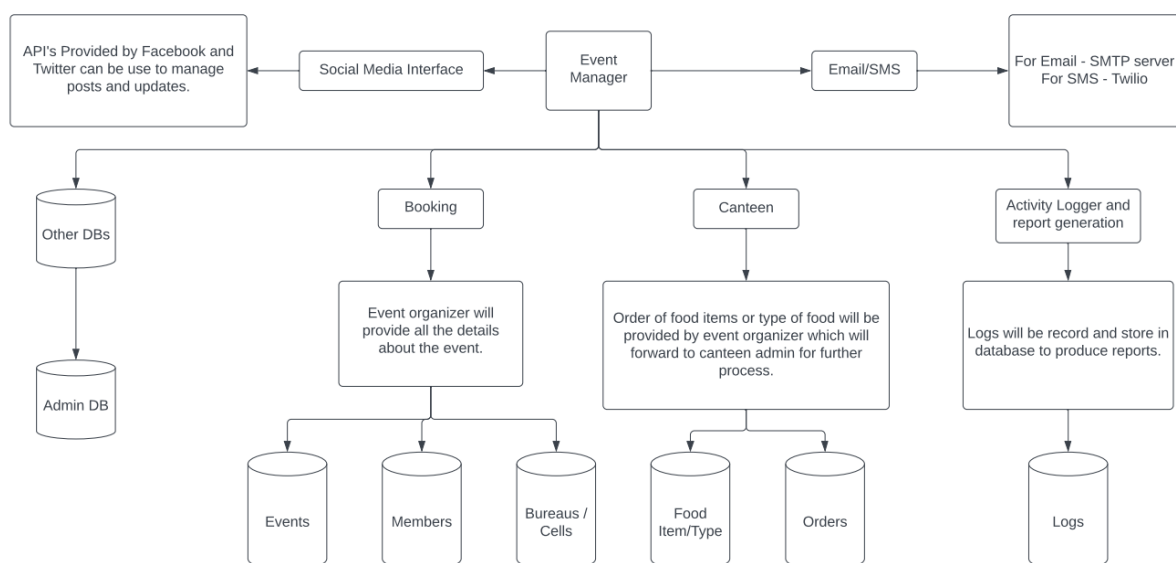 API's Provided by Facebook and
Twitter can be use to manage
posts and updates.
Social Media Interface
Event
Manager
Email/SMS
For Email - SMTP server
For SMS - Twilio
Other DBs
Booking
Canteen
Activity Logger and
report generation
Event organizer will
provide all the details
about the event.
Order of food items or type of food will be
provided by event organizer which will
forward to canteen admin for further
process.
Logs will be record and store in
database to produce reports.
Admin DB
Events
Members
Bureaus /
Cells
Food
Item/Type
Orders
Logs